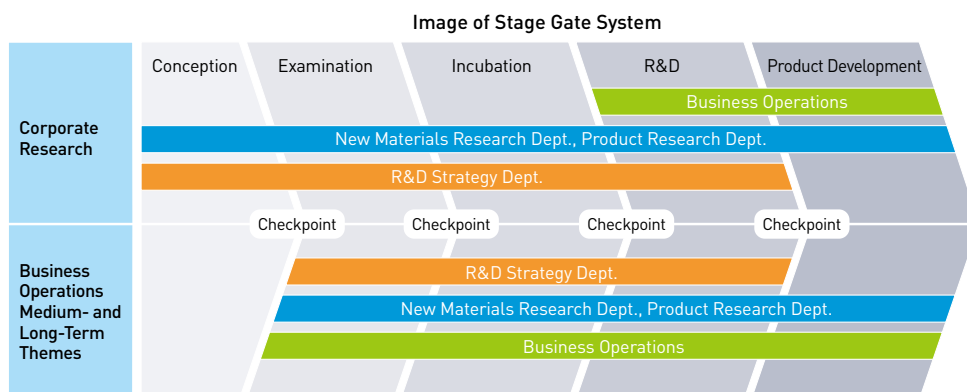 Image of Stage Gate System
Conception
Examination
Incubation
R&D
Product Development
Corporate
Research
Business Operations
New Materials Research Dept., Product Research Dept.
R&D Strategy Dept.
Checkpoint
Checkpoint
Checkpoint
Checkpoint
Business
Operations
Medium- and
Long-Term
Themes
R&D Strategy Dept.
New Materials Research Dept., Product Research Dept.
Business Operations